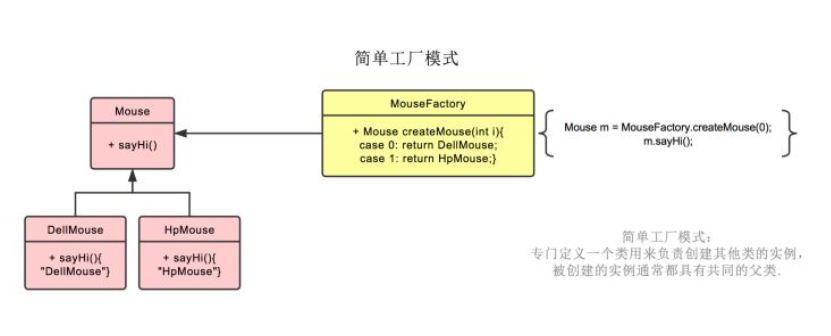 简单工厂模式
Mouse
+ sayHi()
MouseFactory
+ Mouse createMouse(int i){
case 0: return DellMouse;
case 1: return HpMouse;}
Mouse m = MouseFactory.createMouse(0);
m.sayHi();
DellMouse
+ sayHi(){
"DellMouse"}
HpMouse
+ sayHi(){
"HpMouse"}
简单工厂模式：
专门定义一个类用来负责创建其他类的实例，
被创建的实例通常都具有共同的父类.